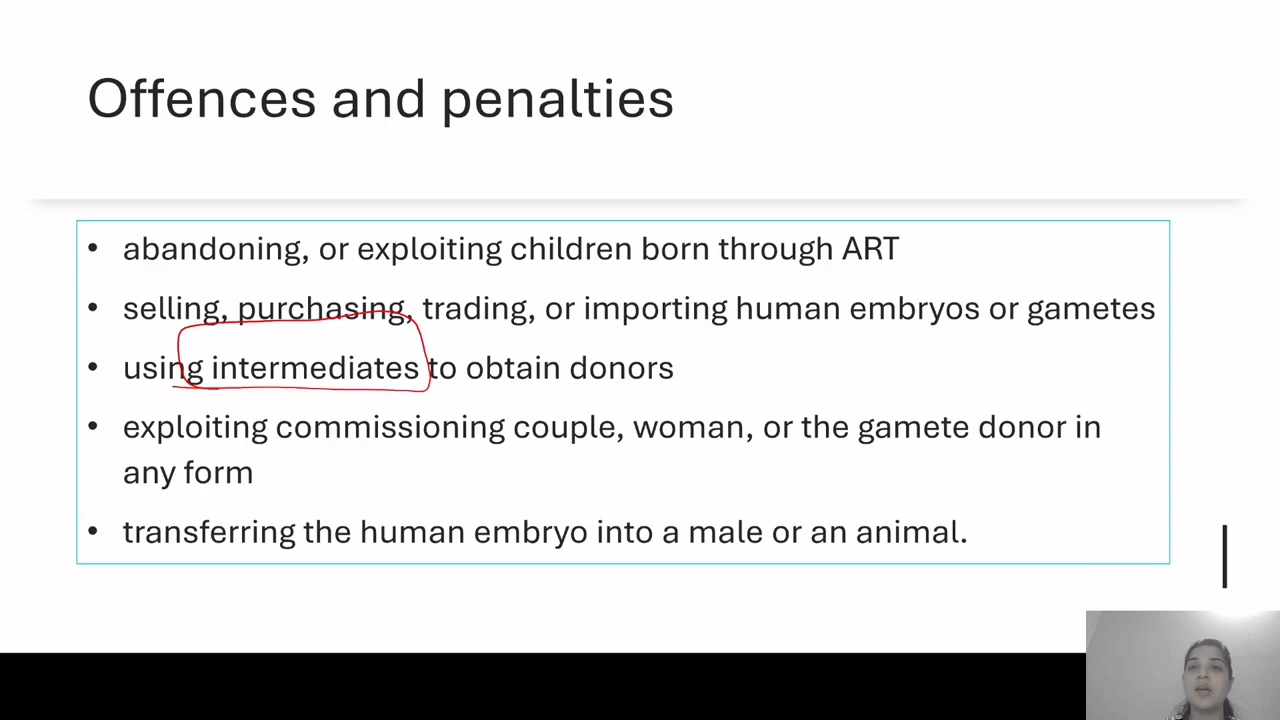 Offences and penalties
• abandoning, or exploiting children born through ART
• selling, purchasing, trading, or importing human embryos or gametes
• using intermediates to obtain donors
• exploiting commissioning couple, woman, or the gamete donor in
any form
• transferring the human embryo into a male or an animal.